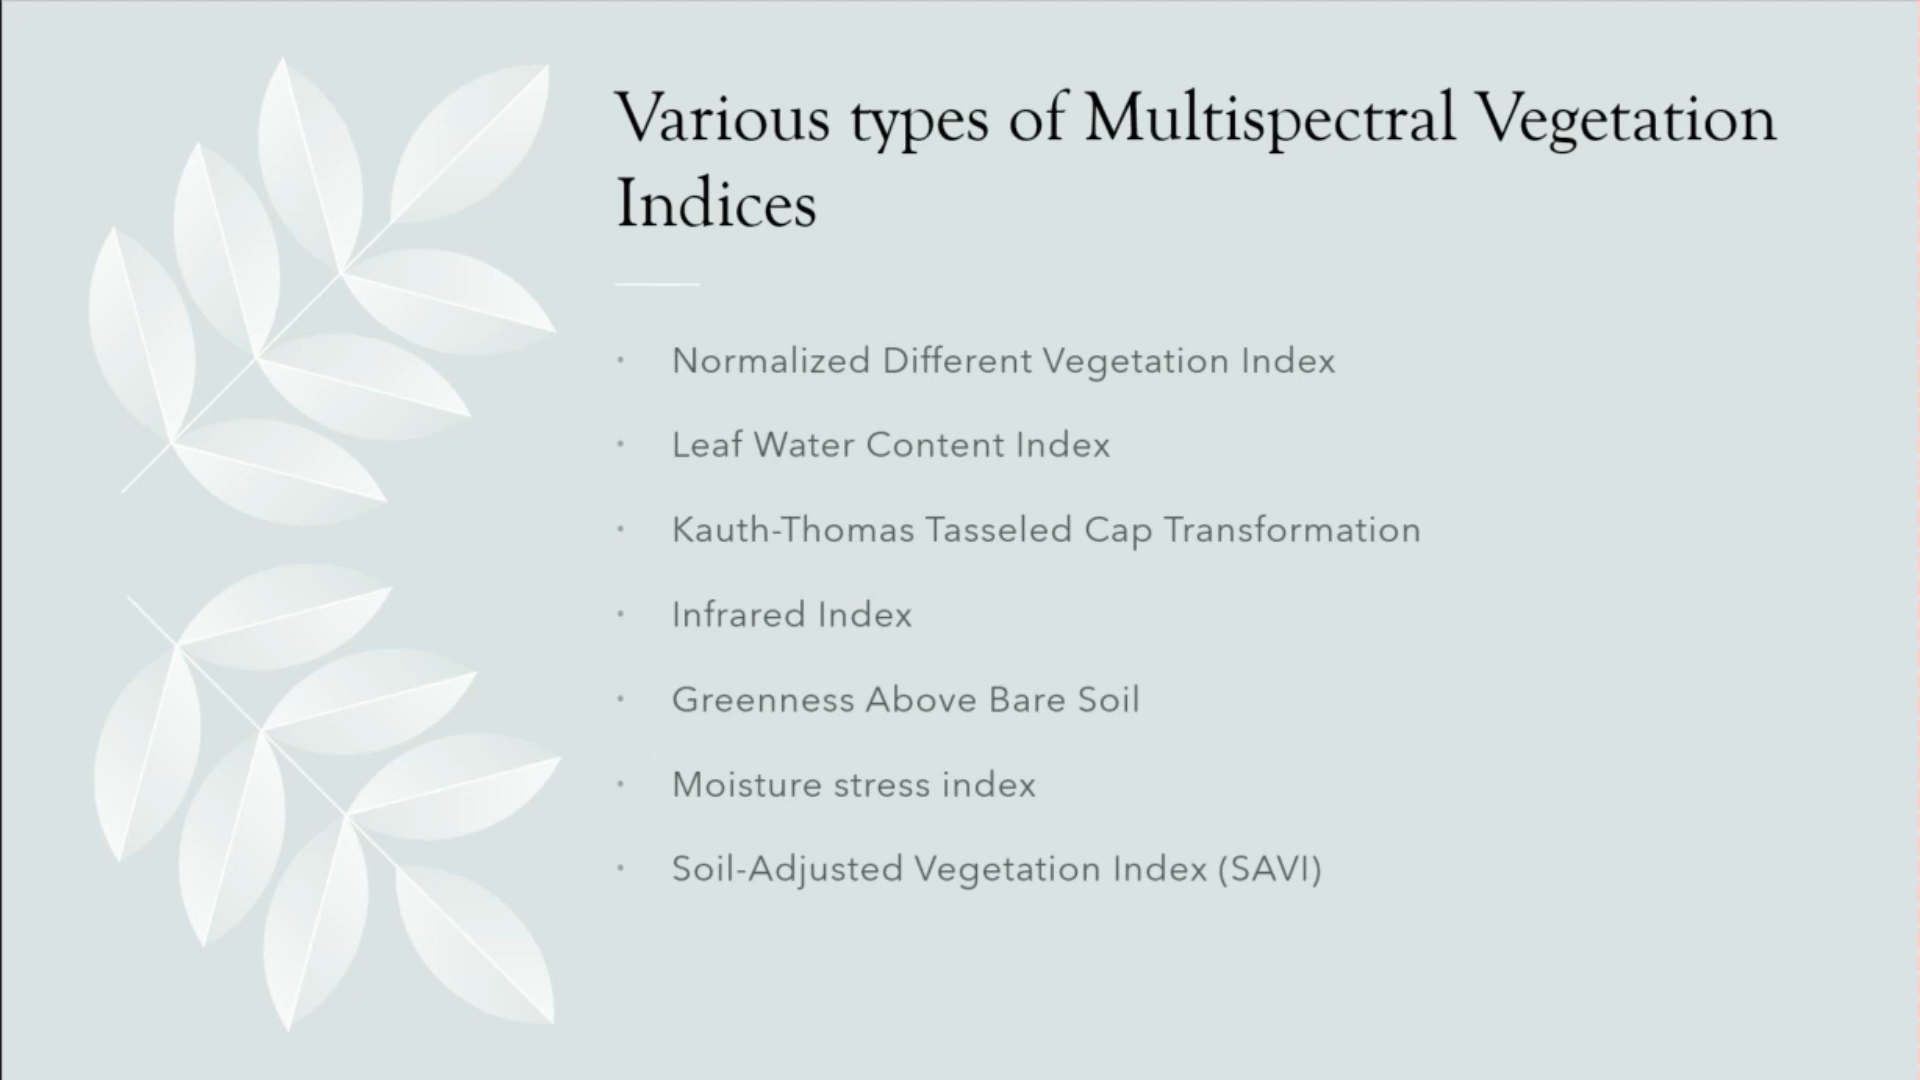 Various types of Multispectral Vegetation
Indices
· Normalized Different Vegetation Index
· Leaf Water Content Index
· Kauth-Thomas Tasseled Cap Transformation
· Infrared Index
· Greenness Above Bare Soil
· Moisture stress index
· Soil-Adjusted Vegetation Index (SAVI)